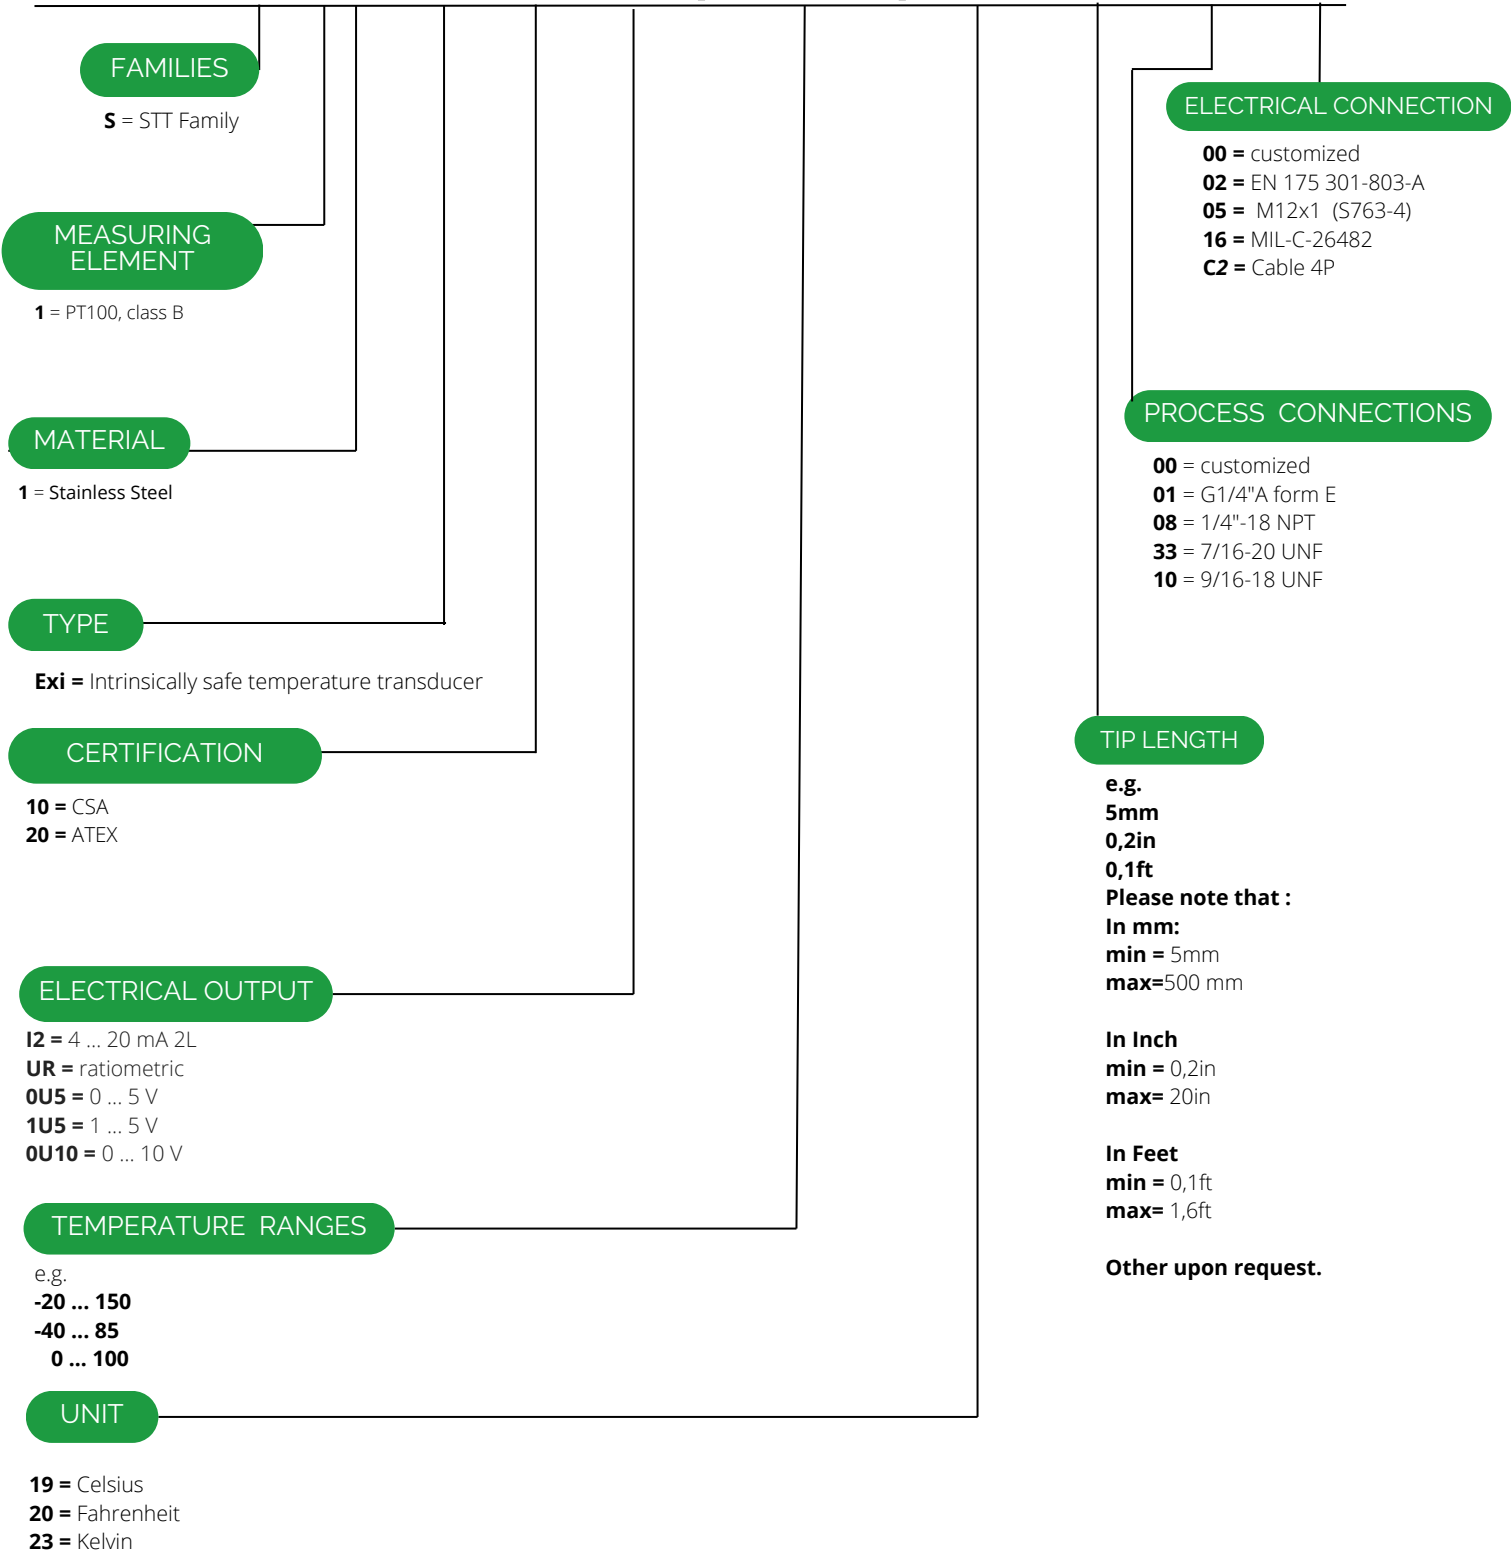 FAMILIES
S = STT Family
MEASURING
ELEMENT
1 = PT100, class B
MATERIAL
1 = Stainless Steel
TYPE
Exi = Intrinsically safe temperature transducer
CERTIFICATION
10 = CSA
20 = ATEX
ELECTRICAL OUTPUT
I2 = 4 ... 20 mA 2L
UR = ratiometric
0U5 = 0 ... 5 V
1U5 = 1 ... 5 V
0U10 = 0 ... 10 V
TEMPERATURE RANGES
e.g.
-20 ... 150
-40 ... 85
0 ... 100
UNIT
19 = Celsius
20 = Fahrenheit
23 = Kelvin
ELECTRICAL CONNECTION
00 = customized
02 = EN 175 301-803-A
05 = M12x1 (S763-4)
16 = MIL-C-26482
C2 = Cable 4P
PROCESS CONNECTIONS
00 = customized
01 = G1/4"A form E
08 = 1/4"-18 NPT
33 = 7/16-20 UNF
10 = 9/16-18 UNF
TIP LENGTH
e.g.
5mm
0,2in
0,1ft
Please note that :
In mm:
min = 5mm
max=500 mm
In Inch
min = 0,2in
max= 20in
In Feet
min = 0,1ft
max= 1,6ft
Other upon request.